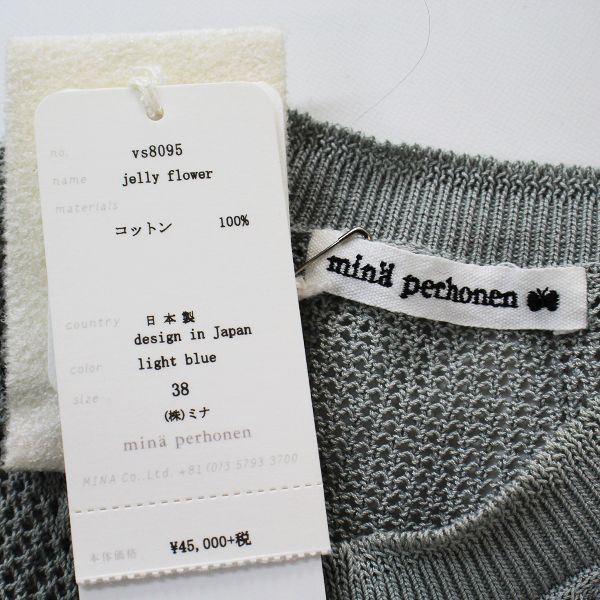 no. vs8095
name jelly flower
materials
コットン 100%
country 日本製
design in Japan
color light blue
size 38
(株)ミナ
minä perhonen
MINA Co., Ltd. +81 (0)3 5793 3700
本体価格 ¥45,000+税
minä perhonen